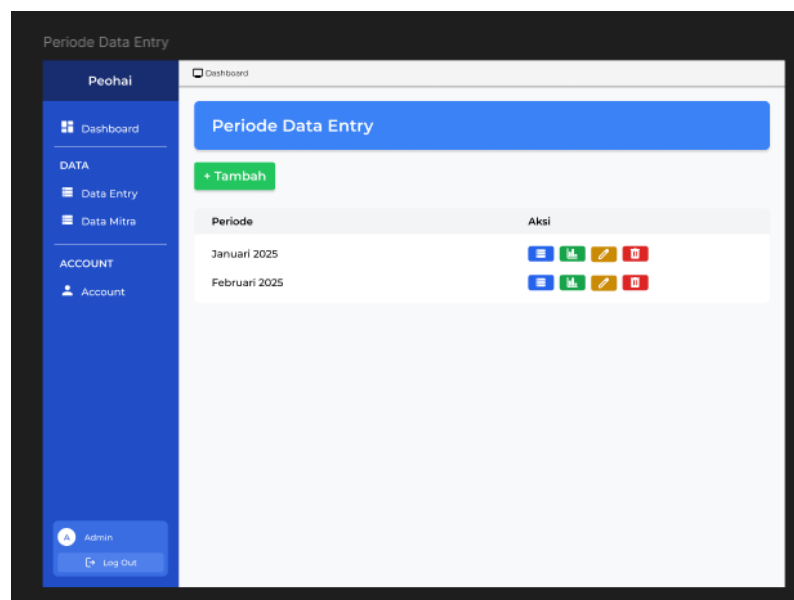 Periode Data Entry
Peohai
Dashboard
Dashboard
DATA
Data Entry
Data Mitra
ACCOUNT
Account
A Admin
Log Out
Periode Data Entry
+ Tambah
Periode Aksi
Januari 2025
Februari 2025